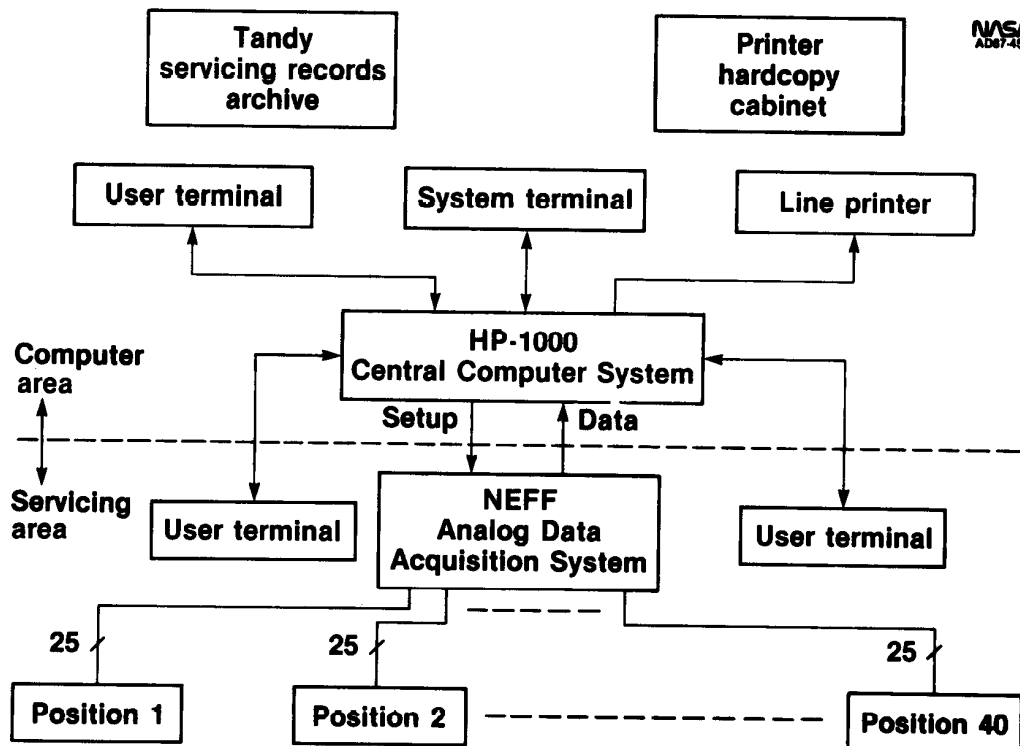 Tandy
servicing records
archive
Printer
hardcopy
cabinet
NASA
User terminal
System terminal
Line printer
HP-1000
Central Computer System
Computer
area
Setup
Data
Servicing
area
User terminal
NEFF
Analog Data
Acquisition System
User terminal
25
25
25
Position 1
Position 2
Position 40